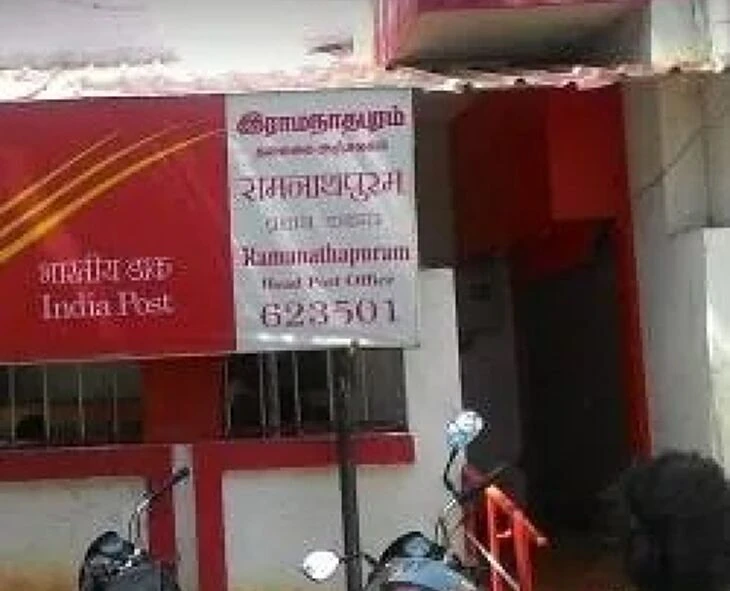 भारतीय डाक
India Post
இராமநாதபுரம்
தலைமை அஞ்சலகம்
रामनाथपुरम
प्रधान डाकघर
Ramanathapuram
Head Post Office
623501